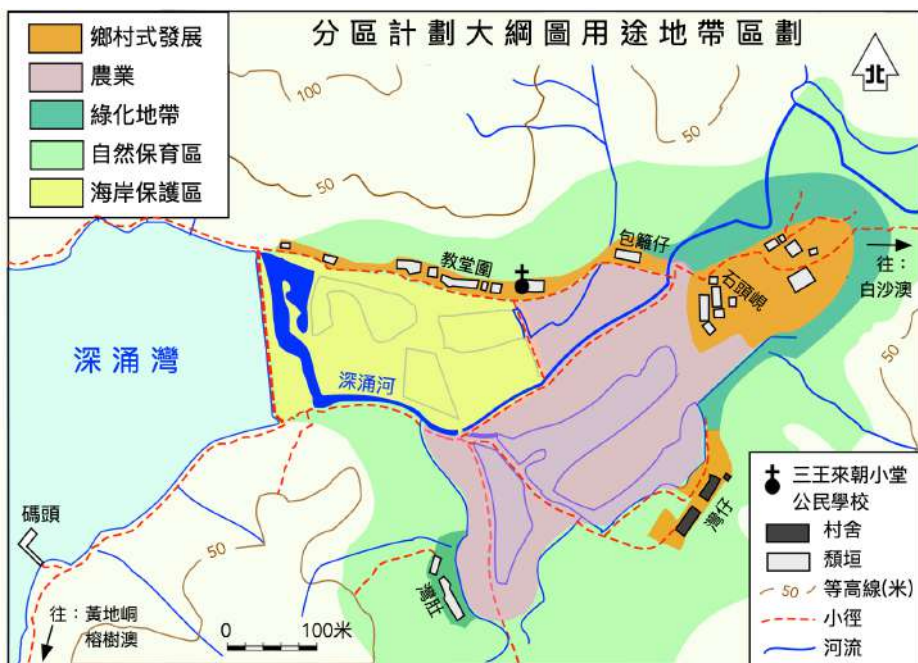 分區計劃大綱圖用途地帶區劃
鄉村式發展
農業
綠化地帶
自然保育區
海岸保護區
北
100
50
50
50
包籬仔
教堂圍
石頭峴
往：
白沙澳
深涌灣
深涌河
灣仔
碼頭
50
灣肚
往：黃地峒
榕樹澳
0 100米
三王來朝小堂
公民學校
村舍
頹垣
50 等高線(米)
小徑
河流